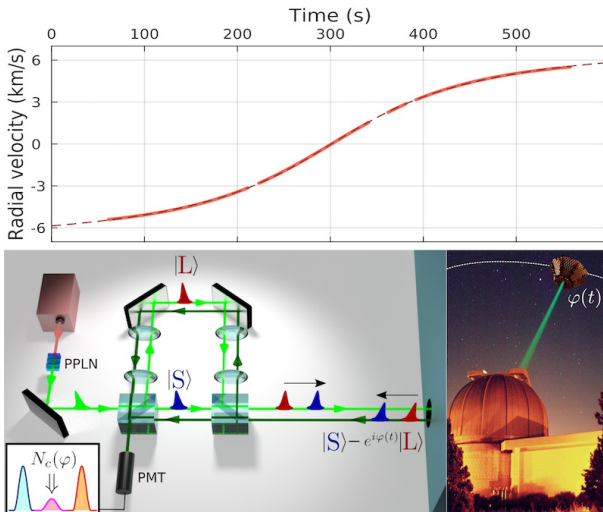 Time (s)
0 100 200 300 400 500
Radial velocity (km/s)
6
3
0
-3
-6
|L⟩
φ(t)
PPLN
|S⟩
|S⟩−e^{iφ(t)}|L⟩
N_c(φ)
⇓
PMT